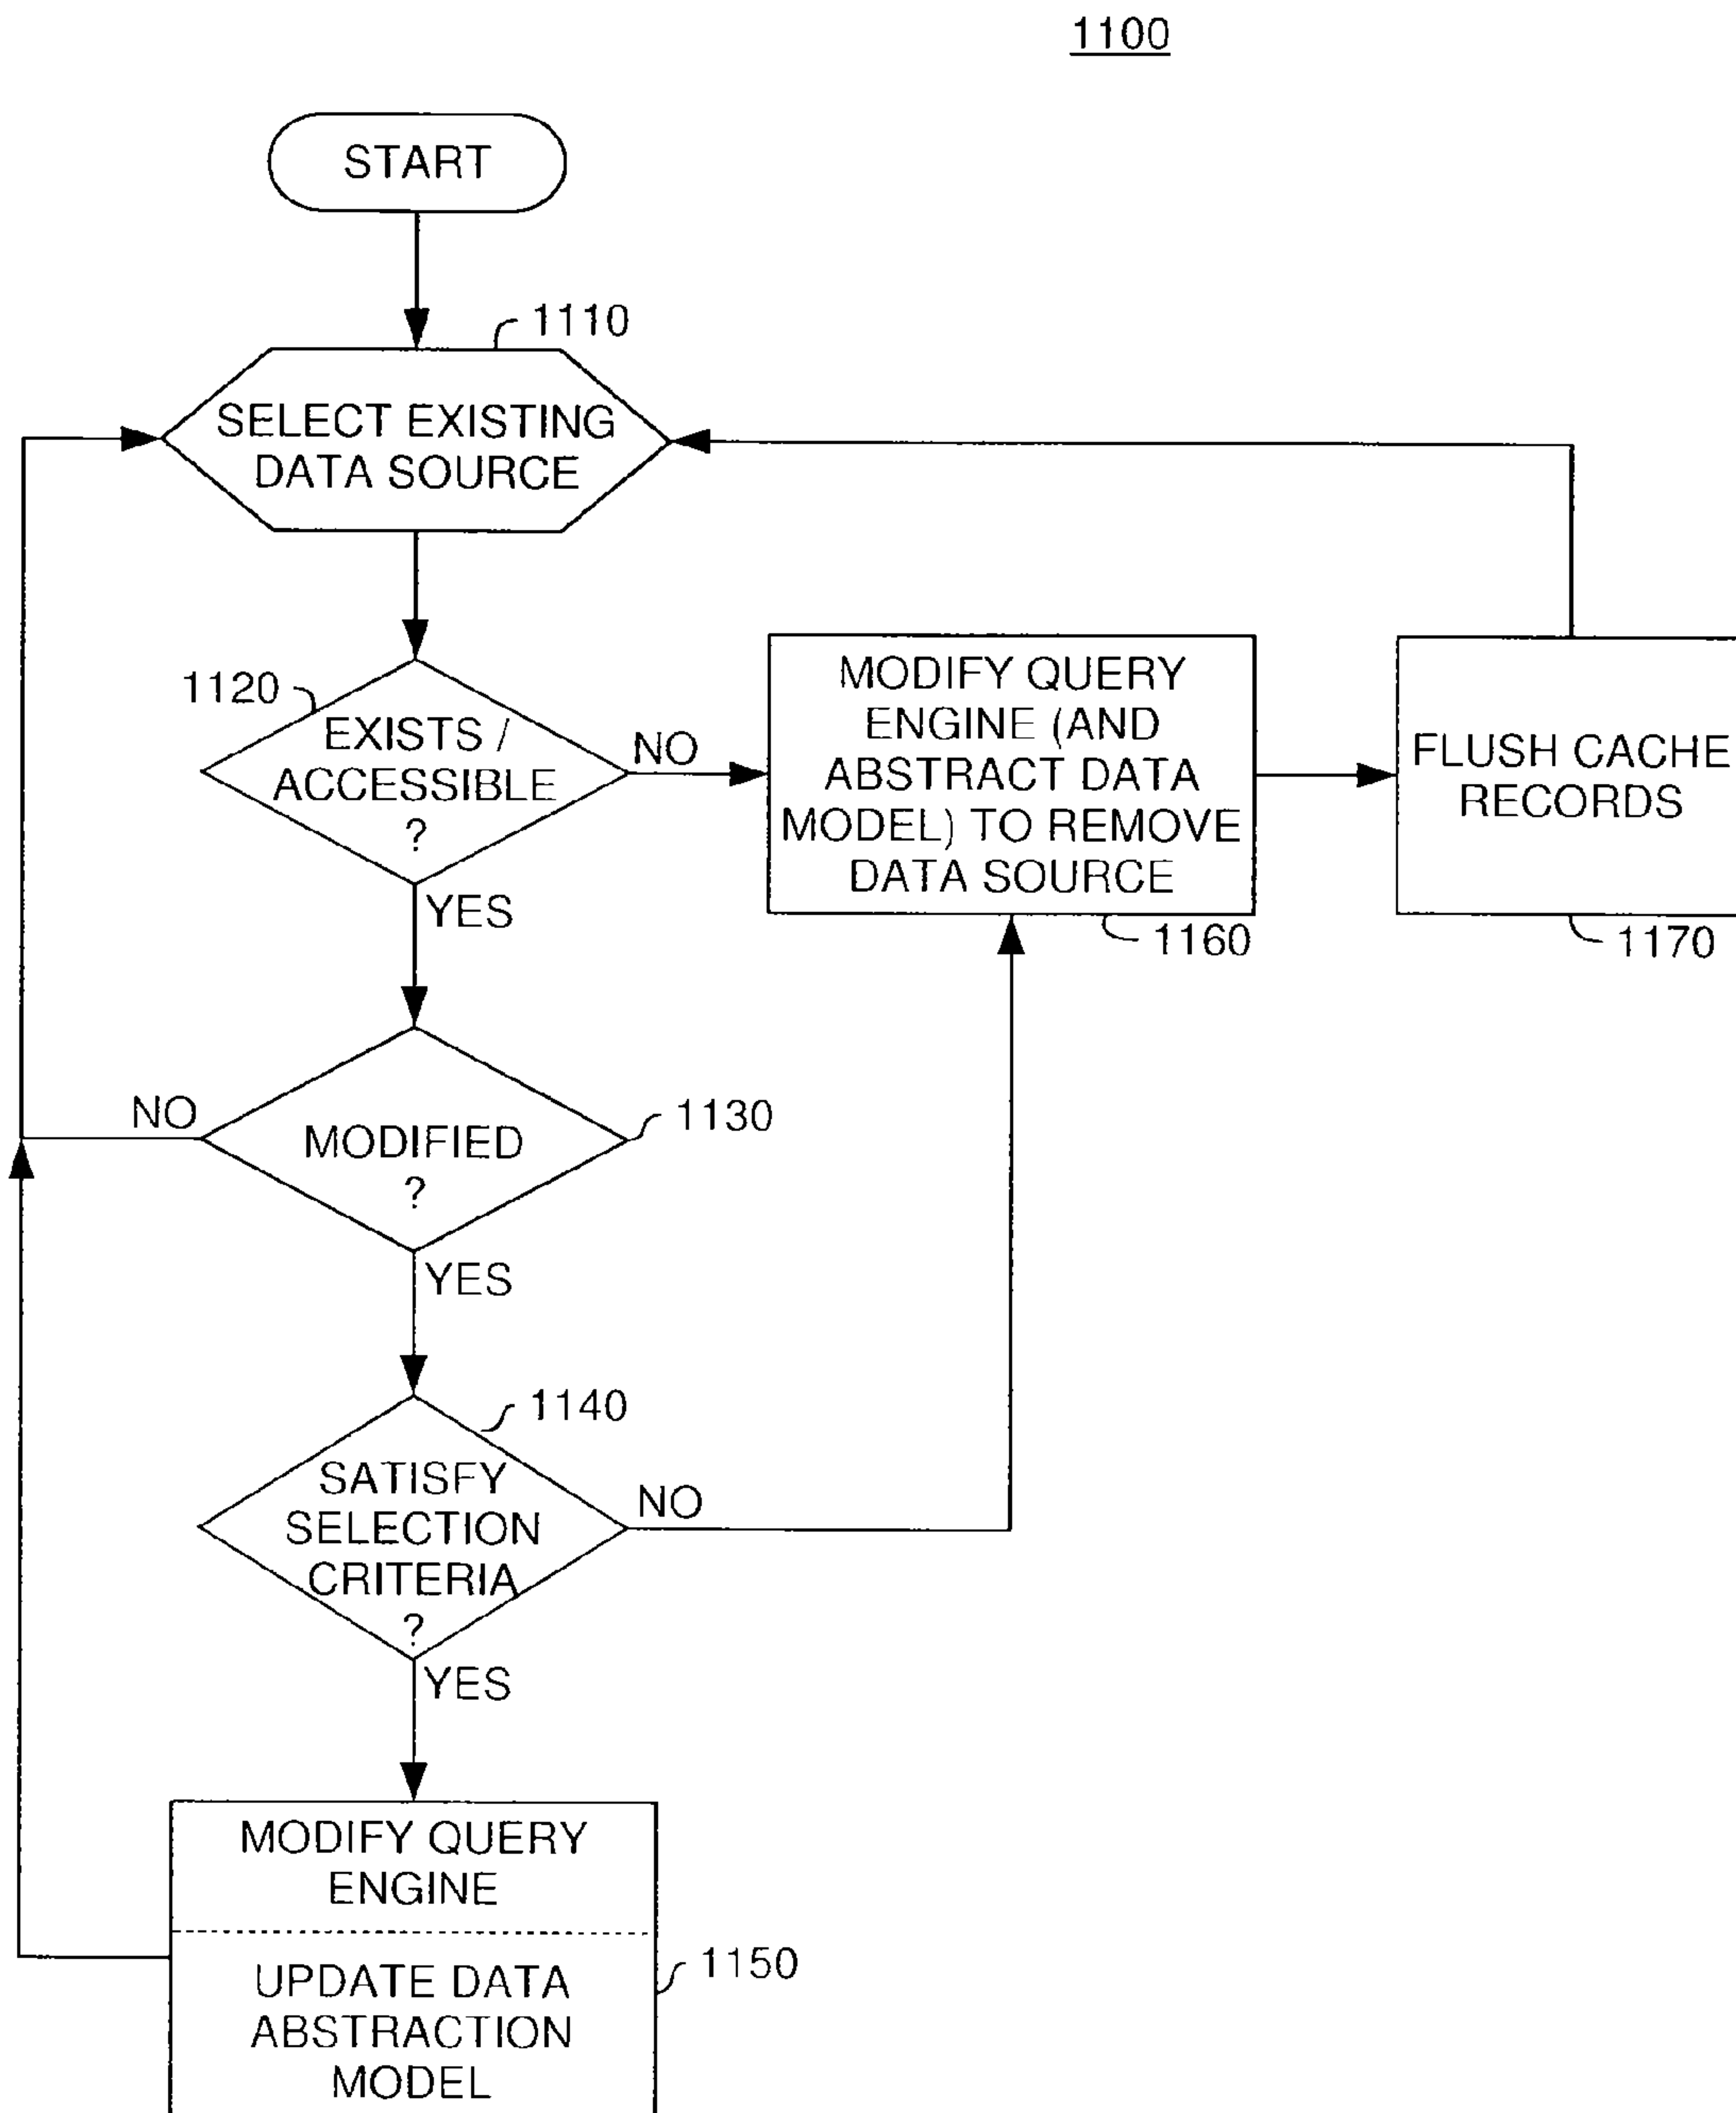 1100
START
1110
SELECT EXISTING
DATA SOURCE
1120
EXISTS /
ACCESSIBLE
?
NO
MODIFY QUERY
ENGINE (AND
ABSTRACT DATA
MODEL) TO REMOVE
DATA SOURCE
1160
FLUSH CACHE
RECORDS
1170
YES
NO
MODIFIED
?
1130
YES
1140
SATISFY
SELECTION
CRITERIA
?
NO
YES
MODIFY QUERY
ENGINE
UPDATE DATA
ABSTRACTION
MODEL
1150